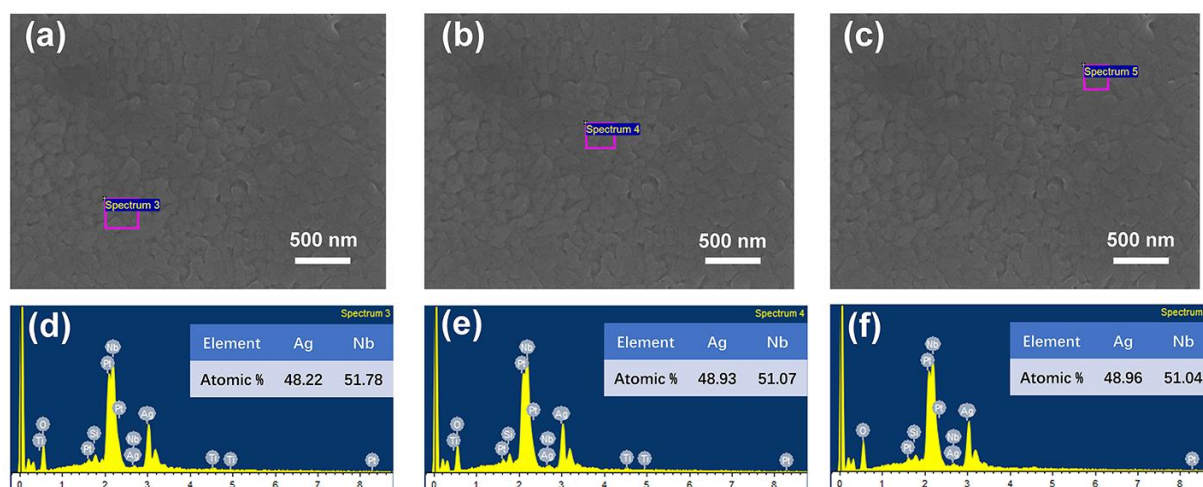 (a)
Spectrum 3
500 nm
(b)
Spectrum 4
500 nm
(c)
Spectrum 5
500 nm
(d)
Spectrum 3
Element Ag Nb
Atomic % 48.22 51.78
Nb
Pt
Pt
O
Ti
Si
Pt
Nb
Ag
Ag
Ti
Ti
Pt
0 1 2 3 4 5 6 7 8
(e)
Spectrum 4
Element Ag Nb
Atomic % 48.93 51.07
Nb
Pt
Pt
O
Ti
Si
Pt
Nb
Ag
Ag
Ti
Ti
Pt
0 1 2 3 4 5 6 7 8
(f)
Spectrum
Element Ag Nb
Atomic % 48.96 51.04
Nb
Pt
Pt
O
Si
Pt
Nb
Ag
Ag
Pt
0 1 2 3 4 5 6 7 8